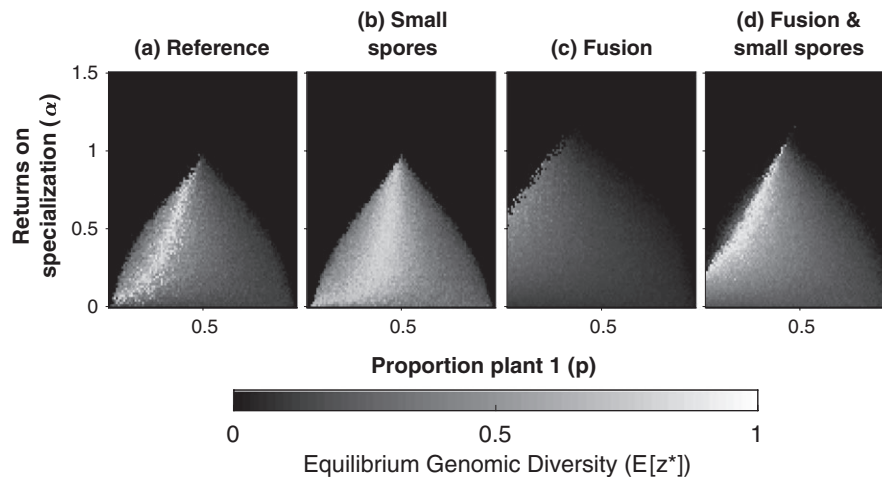 (a) Reference
(b) Small
spores
(c) Fusion
(d) Fusion &
small spores
Returns on
specialization (α)
1.5
1
0.5
0
0.5
0.5
0.5
0.5
Proportion plant 1 (p)
0
0.5
1
Equilibrium Genomic Diversity (E[z*])